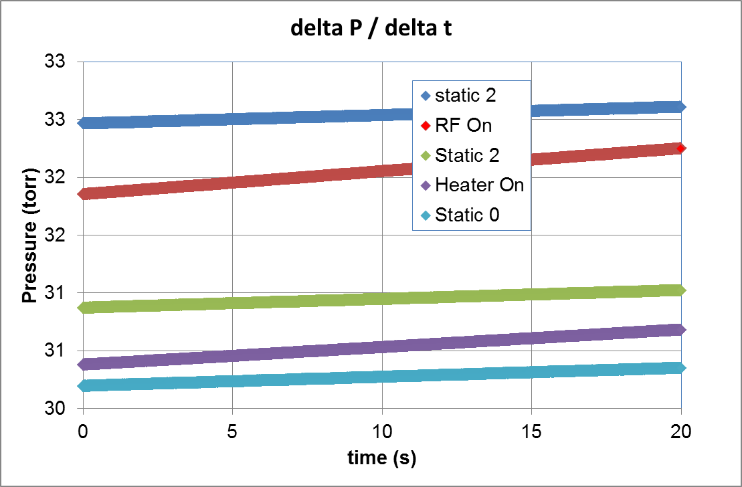 delta P / delta t
33
33
32
32
31
31
30
Pressure (torr)
static 2
RF On
Static 2
Heater On
Static 0
0 5 10 15 20
time (s)